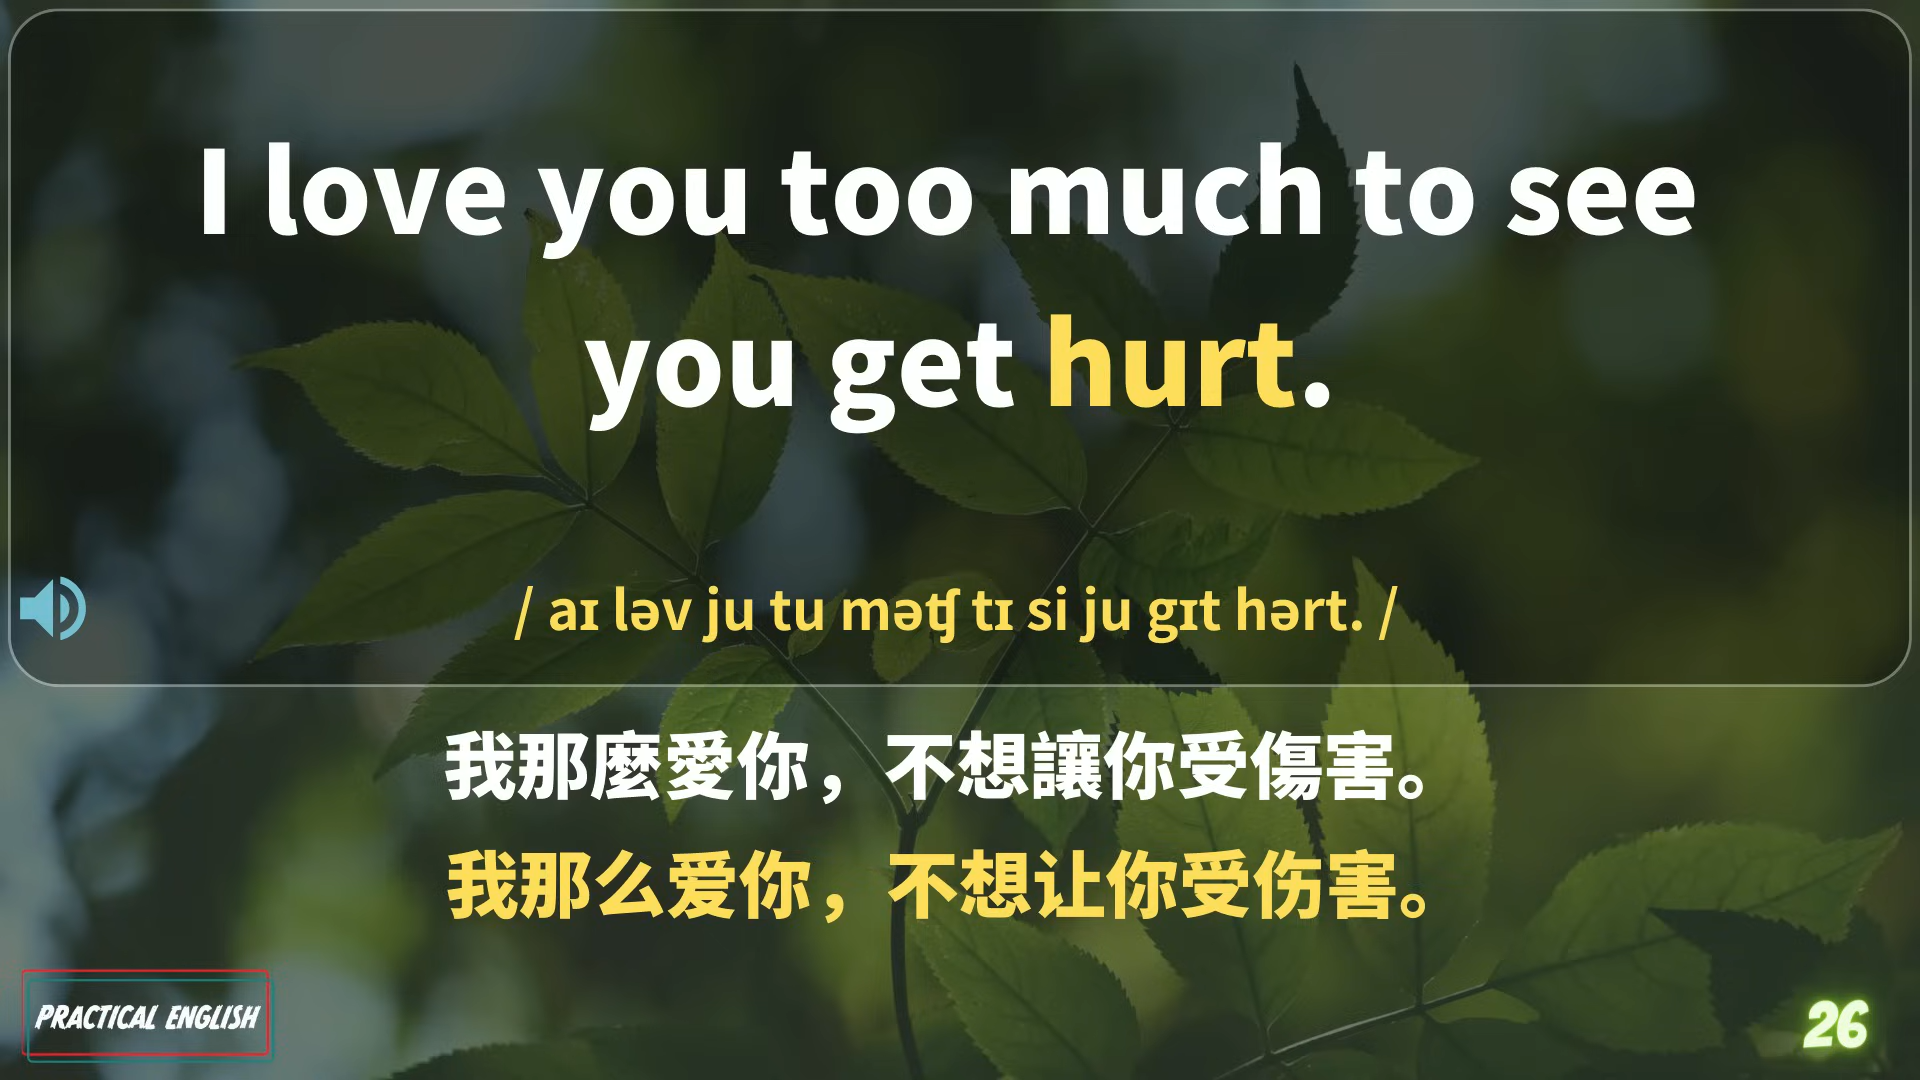 I love you too much to see
you get hurt.
/ aɪ ləv ju tu məʧ tɪ si ju gɪt hərt. /
我那麼愛你，不想讓你受傷害。
我那么爱你，不想让你受伤害。
PRACTICAL ENGLISH
26